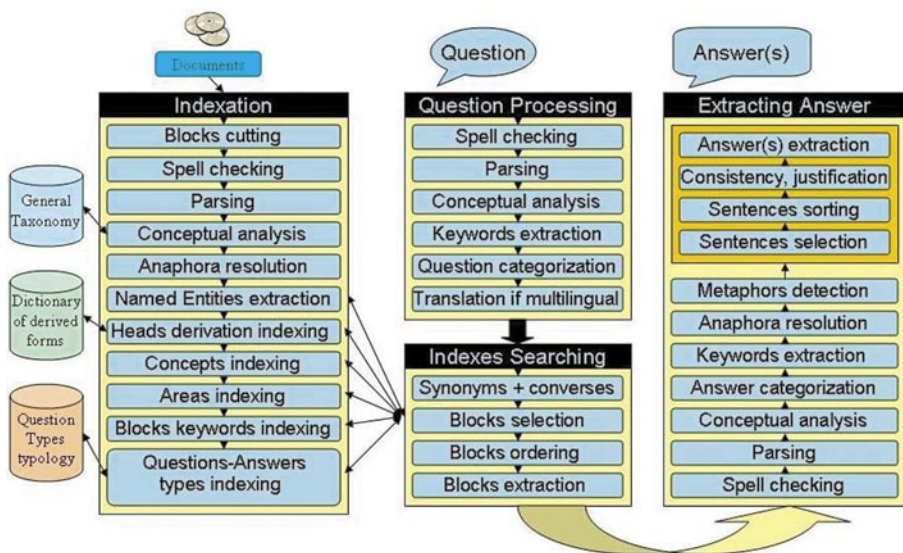 Documents
Question
Answer(s)
Indexation
Blocks cutting
Spell checking
Parsing
Conceptual analysis
Anaphora resolution
Named Entities extraction
Heads derivation indexing
Concepts indexing
Areas indexing
Blocks keywords indexing
Questions-Answers
types indexing
General
Taxonomy
Dictionary
of derived
forms
Question
Types
typology
Question Processing
Spell checking
Parsing
Conceptual analysis
Keywords extraction
Question categorization
Translation if multilingual
Indexes Searching
Synonyms + converses
Blocks selection
Blocks ordering
Blocks extraction
Extracting Answer
Answer(s) extraction
Consistency, justification
Sentences sorting
Sentences selection
Metaphors detection
Anaphora resolution
Keywords extraction
Answer categorization
Conceptual analysis
Parsing
Spell checking